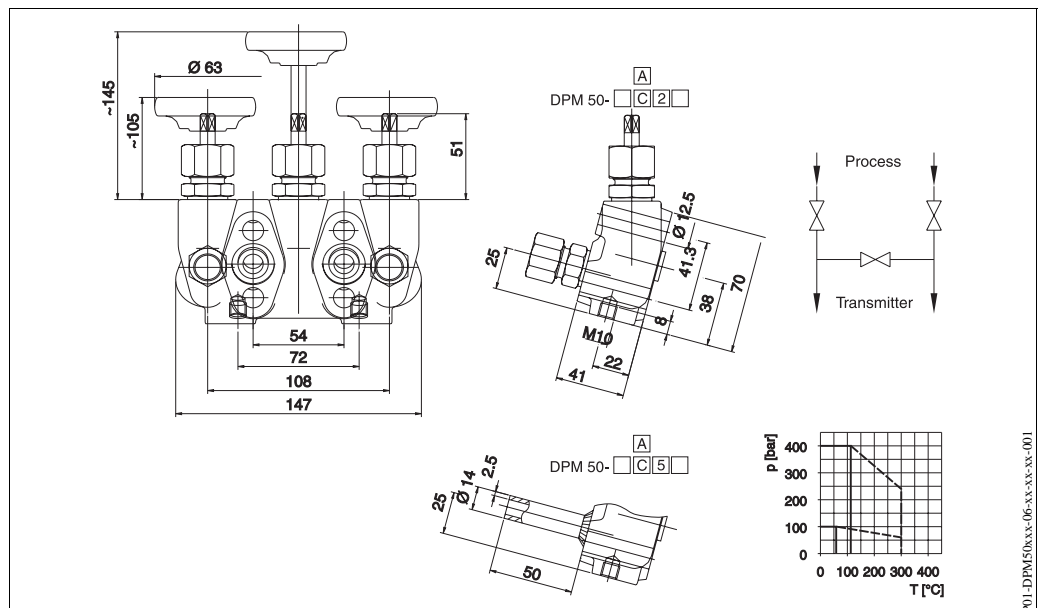 ~145
~105
Ø 63
51
54
72
108
147
A
DPM 50- C 2
25
Ø 12.5
41.3
38
70
8
M10
22
41
Process
Transmitter
A
DPM 50- C 5
2.5
Ø 14
25
50
p [bar]
400
300
200
100
0
0 100 200 300 400
T [°C]
P01-DPM50xxx-06-xx-xx-xx-001